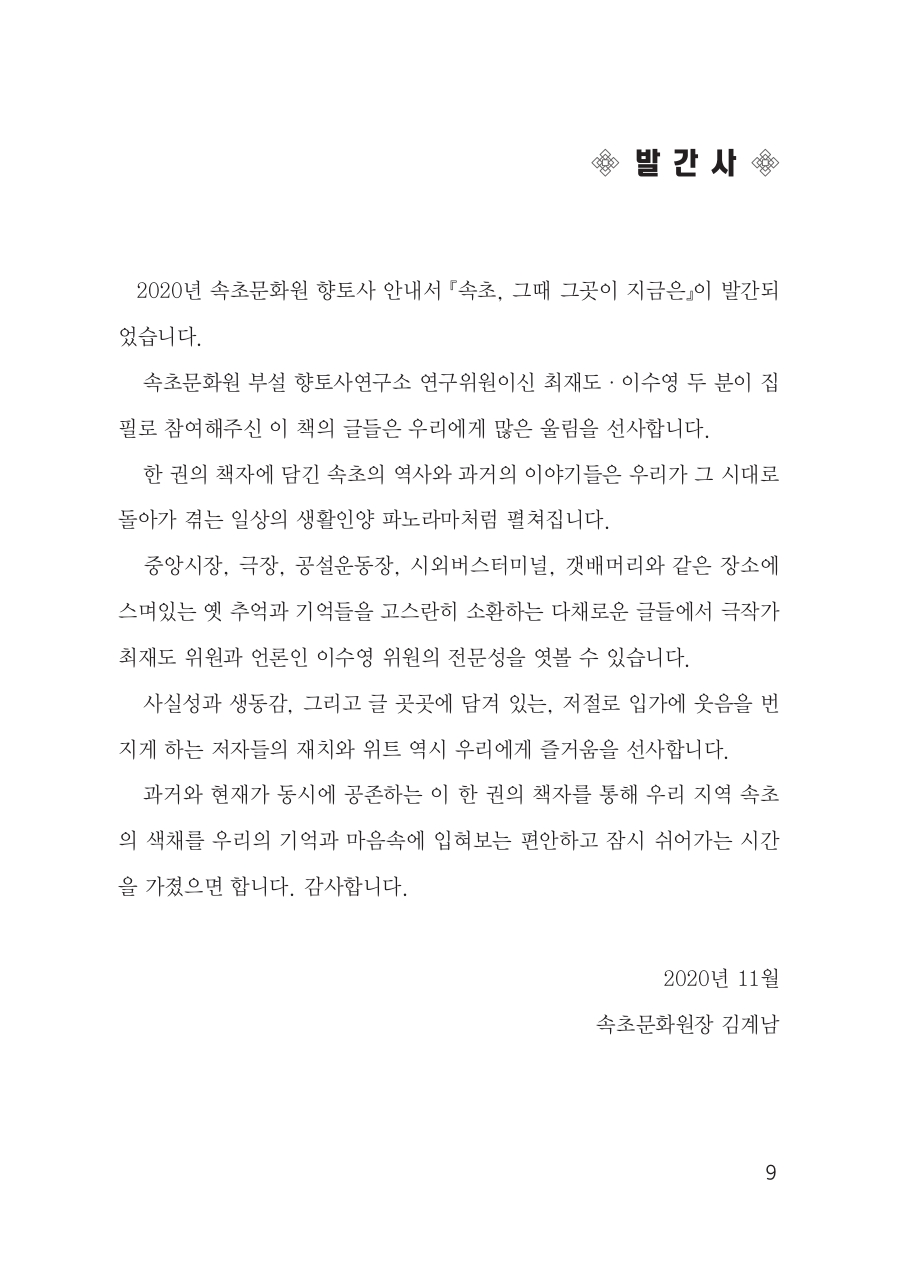 발간사
2020년 속초문화원 향토사 안내서 『속초, 그때 그곳이 지금은』이 발간되
었습니다.
속초문화원 부설 향토사연구소 연구위원이신 최재도·이수영 두 분이 집
필로 참여해주신 이 책의 글들은 우리에게 많은 울림을 선사합니다.
한 권의 책자에 담긴 속초의 역사와 과거의 이야기들은 우리가 그 시대로
돌아가 겪는 일상의 생활인양 파노라마처럼 펼쳐집니다.
중앙시장, 극장, 공설운동장, 시외버스터미널, 갯배머리와 같은 장소에
스며있는 옛 추억과 기억들을 고스란히 소환하는 다채로운 글들에서 극작가
최재도 위원과 언론인 이수영 위원의 전문성을 엿볼 수 있습니다.
사실성과 생동감, 그리고 글 곳곳에 담겨 있는, 저절로 입가에 웃음을 번
지게 하는 저자들의 재치와 위트 역시 우리에게 즐거움을 선사합니다.
과거와 현재가 동시에 공존하는 이 한 권의 책자를 통해 우리 지역 속초
의 색채를 우리의 기억과 마음속에 입혀보는 편안하고 잠시 쉬어가는 시간
을 가졌으면 합니다. 감사합니다.
2020년 11월
속초문화원장 김계남
9